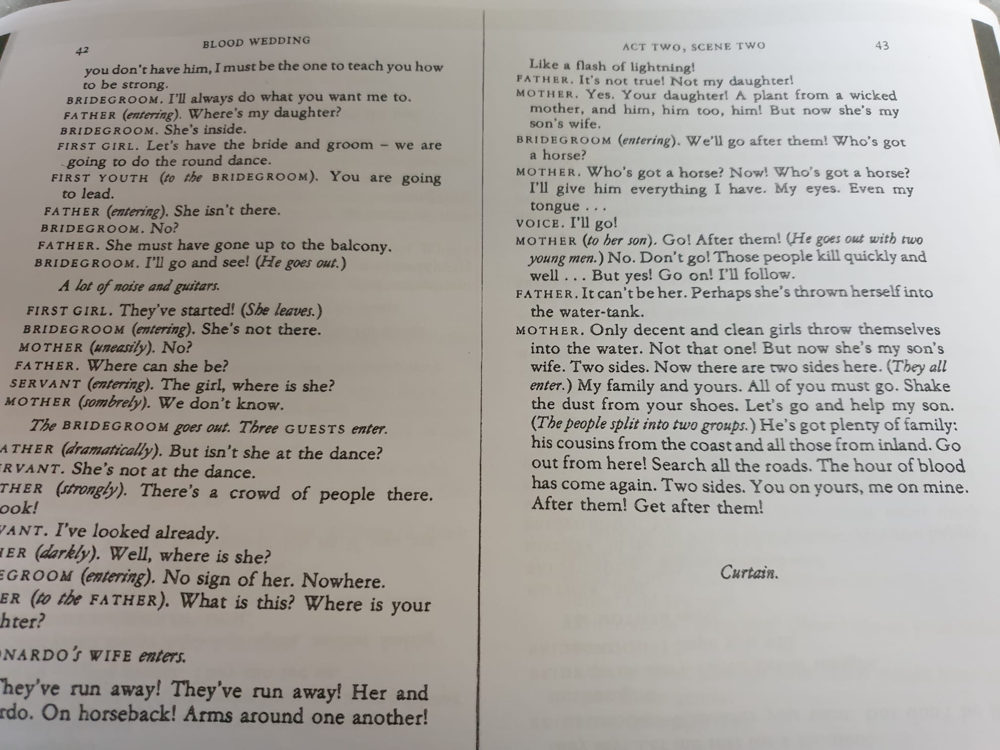 42
BLOOD WEDDING
you don't have him, I must be the one to teach you how
to be strong.
BRIDEGROOM. I'll always do what you want me to.
FATHER (entering). Where's my daughter?
BRIDEGROOM. She's inside.
FIRST GIRL. Let's have the bride and groom – we are
going to do the round dance.
FIRST YOUTH (to the BRIDEGROOM). You are going
to lead.
FATHER (entering). She isn't there.
BRIDEGROOM. No?
FATHER. She must have gone up to the balcony.
BRIDEGROOM. I'll go and see! (He goes out.)
A lot of noise and guitars.
FIRST GIRL. They've started! (She leaves.)
BRIDEGROOM (entering). She's not there.
MOTHER (uneasily). No?
FATHER. Where can she be?
SERVANT (entering). The girl, where is she?
MOTHER (sombrely). We don't know.
The BRIDEGROOM goes out. Three GUESTS enter.
ATHER (dramatically). But isn't she at the dance?
ERVANT. She's not at the dance.
THER (strongly). There's a crowd of people there.
ook!
VANT. I've looked already.
HER (darkly). Well, where is she?
EGROOM (entering). No sign of her. Nowhere.
ER (to the FATHER). What is this? Where is your
hter?
ONARDO's WIFE enters.
They've run away! They've run away! Her and
rdo. On horseback! Arms around one another!
ACT TWO, SCENE TWO
43
Like a flash of lightning!
FATHER. It's not true! Not my daughter!
MOTHER. Yes. Your daughter! A plant from a wicked
mother, and him, him too, him! But now she's my
son's wife.
BRIDEGROOM (entering). We'll go after them! Who's got
a horse?
MOTHER. Who's got a horse? Now! Who's got a horse?
I'll give him everything I have. My eyes. Even my
tongue . . .
VOICE. I'll go!
MOTHER (to her son). Go! After them! (He goes out with two
young men.) No. Don't go! Those people kill quickly and
well . . . But yes! Go on! I'll follow.
FATHER. It can't be her. Perhaps she's thrown herself into
the water-tank.
MOTHER. Only decent and clean girls throw themselves
into the water. Not that one! But now she's my son's
wife. Two sides. Now there are two sides here. (They all
enter.) My family and yours. All of you must go. Shake
the dust from your shoes. Let's go and help my son.
(The people split into two groups.) He's got plenty of family:
his cousins from the coast and all those from inland. Go
out from here! Search all the roads. The hour of blood
has come again. Two sides. You on yours, me on mine.
After them! Get after them!
Curtain.